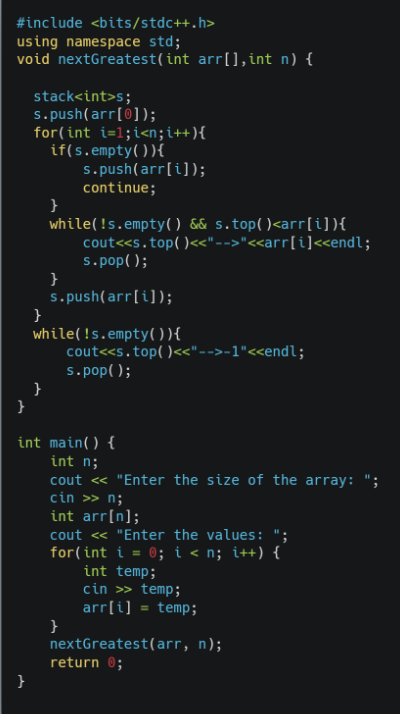 #include <bits/stdc++.h>
using namespace std;
void nextGreatest(int arr[],int n) {
  stack<int>s;
  s.push(arr[0]);
  for(int i=1;i<n;i++){
    if(s.empty()){
        s.push(arr[i]);
        continue;
    }
    while(!s.empty() && s.top()<arr[i]){
        cout<<s.top()<<"-->"<<arr[i]<<endl;
        s.pop();
    }
    s.push(arr[i]);
  }
  while(!s.empty()){
      cout<<s.top()<<"-->-1"<<endl;
      s.pop();
  }
}
int main() {
    int n;
    cout << "Enter the size of the array: ";
    cin >> n;
    int arr[n];
    cout << "Enter the values: ";
    for(int i = 0; i < n; i++) {
        int temp;
        cin >> temp;
        arr[i] = temp;
    }
    nextGreatest(arr, n);
    return 0;
}